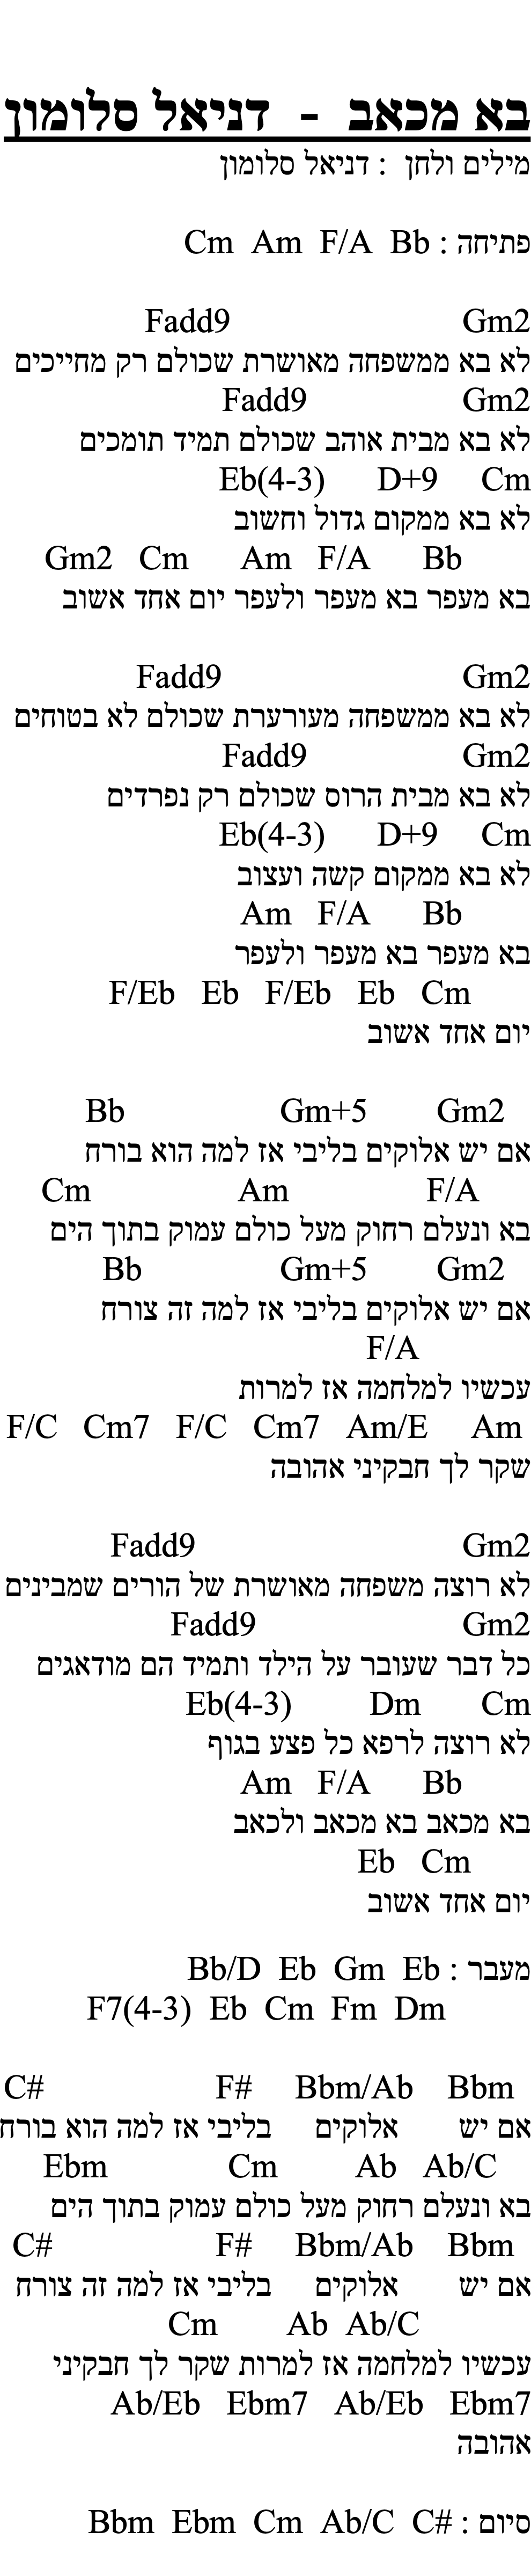 בא מכאב - דניאל סלומון
מילים ולחן : דניאל סלומון
פתיחה : Cm Am F/A Bb
Fadd9 Gm2
לא בא ממשפחה מאושרת שכולם רק מחייכים
Fadd9 Gm2
לא בא מבית אוהב שכולם תמיד תומכים
Eb(4-3) D+9 Cm
לא בא ממקום גדול וחשוב
Gm2 Cm Am F/A Bb
בא מעפר בא מעפר ולעפר יום אחד אשוב
Fadd9 Gm2
לא בא ממשפחה מעורערת שכולם לא בטוחים
Fadd9 Gm2
לא בא מבית הרוס שכולם רק נפרדים
Eb(4-3) D+9 Cm
לא בא ממקום קשה ועצוב
Am F/A Bb
בא מעפר בא מעפר ולעפר
F/Eb Eb F/Eb Eb Cm
יום אחד אשוב
Bb Gm+5 Gm2
אם יש אלוקים בליבי אז למה הוא בורח
Cm Am F/A
בא ונעלם רחוק מעל כולם עמוק בתוך הים
Bb Gm+5 Gm2
אם יש אלוקים בליבי אז למה זה צורח
F/A
עכשיו למלחמה אז למרות
F/C Cm7 F/C Cm7 Am/E Am
שקר לך חבקיני אהובה
Fadd9 Gm2
לא רוצה משפחה מאושרת של הורים שמבינים
Fadd9 Gm2
כל דבר שעובר על הילד ותמיד הם מודאגים
Eb(4-3) Dm Cm
לא רוצה לרפא כל פצע בגוף
Am F/A Bb
בא מכאב בא מכאב ולכאב
Eb Cm
יום אחד אשוב
מעבר : Bb/D Eb Gm Eb
F7(4-3) Eb Cm Fm Dm
C# F# Bbm/Ab Bbm
אם יש אלוקים בליבי אז למה הוא בורח
Ebm Cm Ab Ab/C
בא ונעלם רחוק מעל כולם עמוק בתוך הים
C# F# Bbm/Ab Bbm
אם יש אלוקים בליבי אז למה זה צורח
Cm Ab Ab/C
עכשיו למלחמה אז למרות שקר לך חבקיני
Ab/Eb Ebm7 Ab/Eb Ebm7
אהובה
סיום : Bbm Ebm Cm Ab/C C#